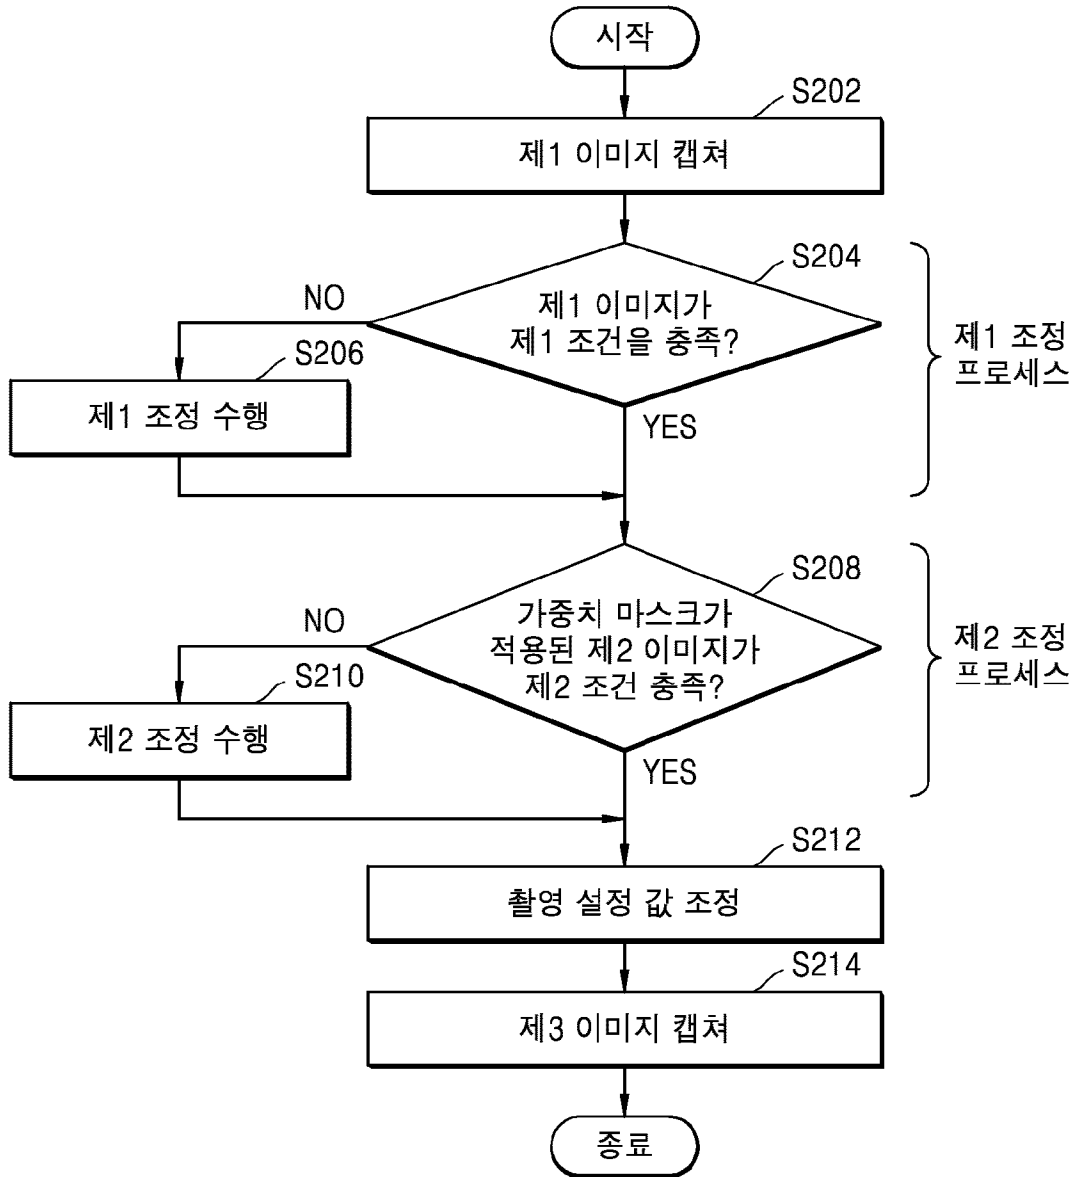 시작
S202
제1 이미지 캡쳐
S204
NO
제1 이미지가
제1 조건을 충족?
제1 조정
프로세스
S206
제1 조정 수행
YES
S208
NO
가중치 마스크가
적용된 제2 이미지가
제2 조건 충족?
제2 조정
프로세스
S210
제2 조정 수행
YES
S212
촬영 설정 값 조정
S214
제3 이미지 캡쳐
종료